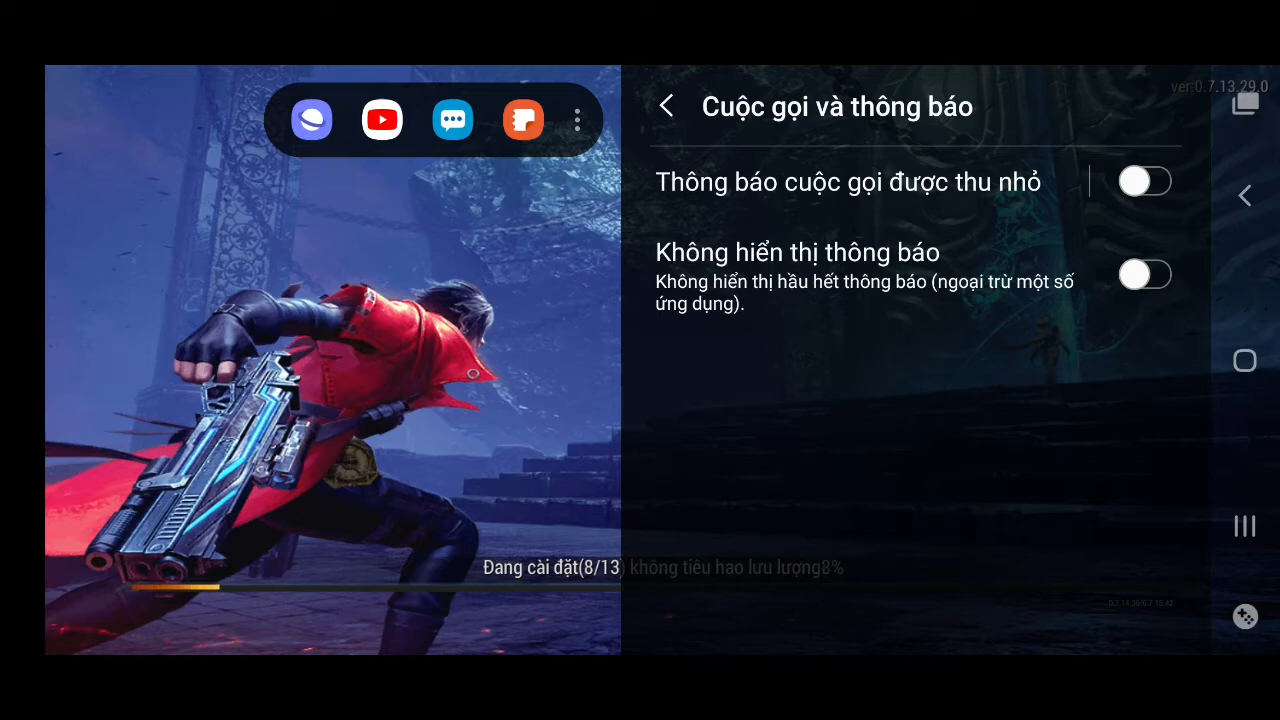 ver:0.7.13.29.0
Cuộc gọi và thông báo
Thông báo cuộc gọi được thu nhỏ
Không hiển thị thông báo
Không hiển thị hầu hết thông báo (ngoại trừ một số
ứng dụng).
Đang cài đặt(8/13) không tiêu hao lưu lượng8%